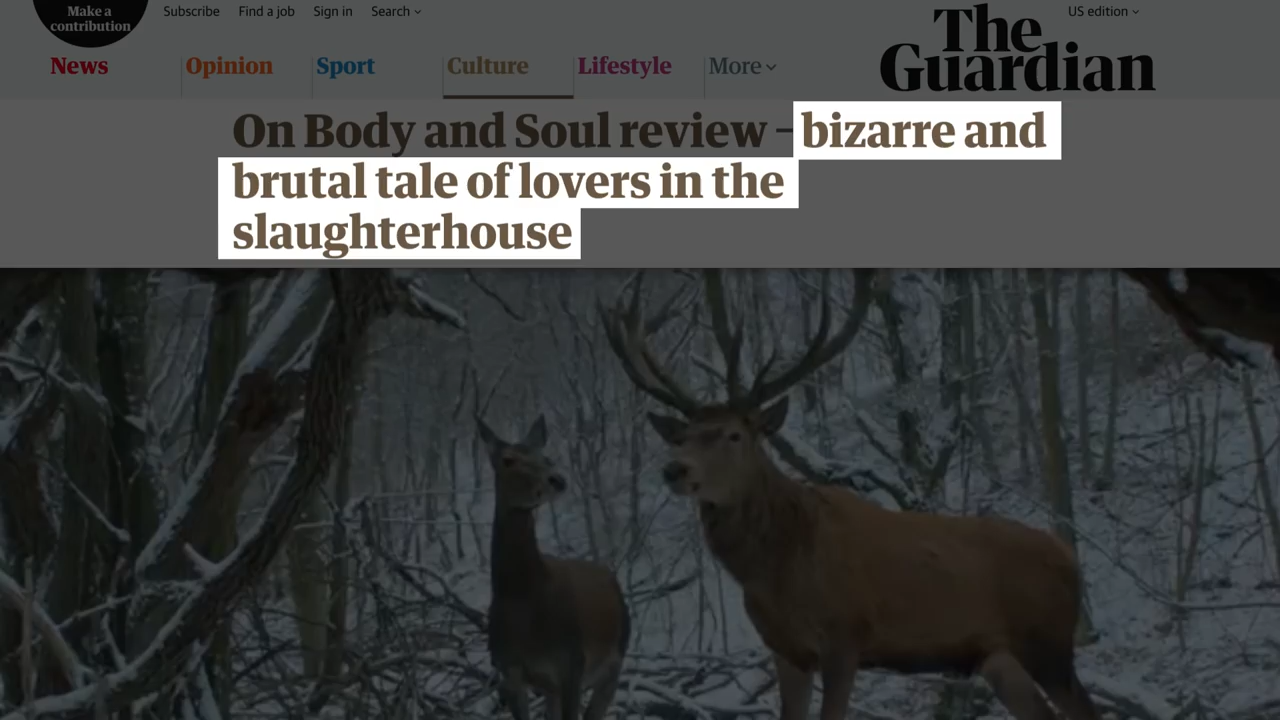 Make a
contribution
Subscribe
Find a job
Sign in
Search
US edition
The
Guardian
News
Opinion
Sport
Culture
Lifestyle
More
On Body and Soul review – bizarre and
brutal tale of lovers in the
slaughterhouse